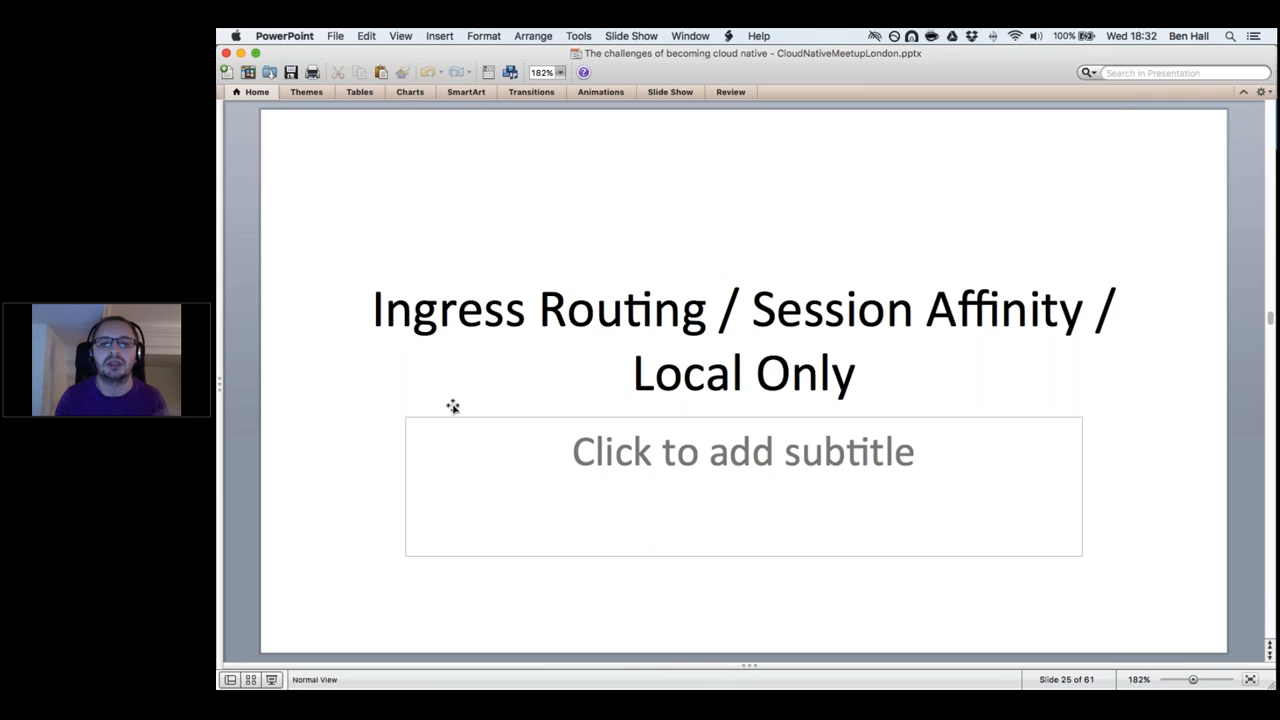 PowerPoint File Edit View Insert Format Arrange Tools Slide Show Window Help 100% Wed 18:32 Ben Hall
The challenges of becoming cloud native - CloudNativeMeetupLondon.pptx
182% Search in Presentation
Home Themes Tables Charts SmartArt Transitions Animations Slide Show Review
Ingress Routing / Session Affinity /
Local Only
Click to add subtitle
Normal View Slide 25 of 61 182%